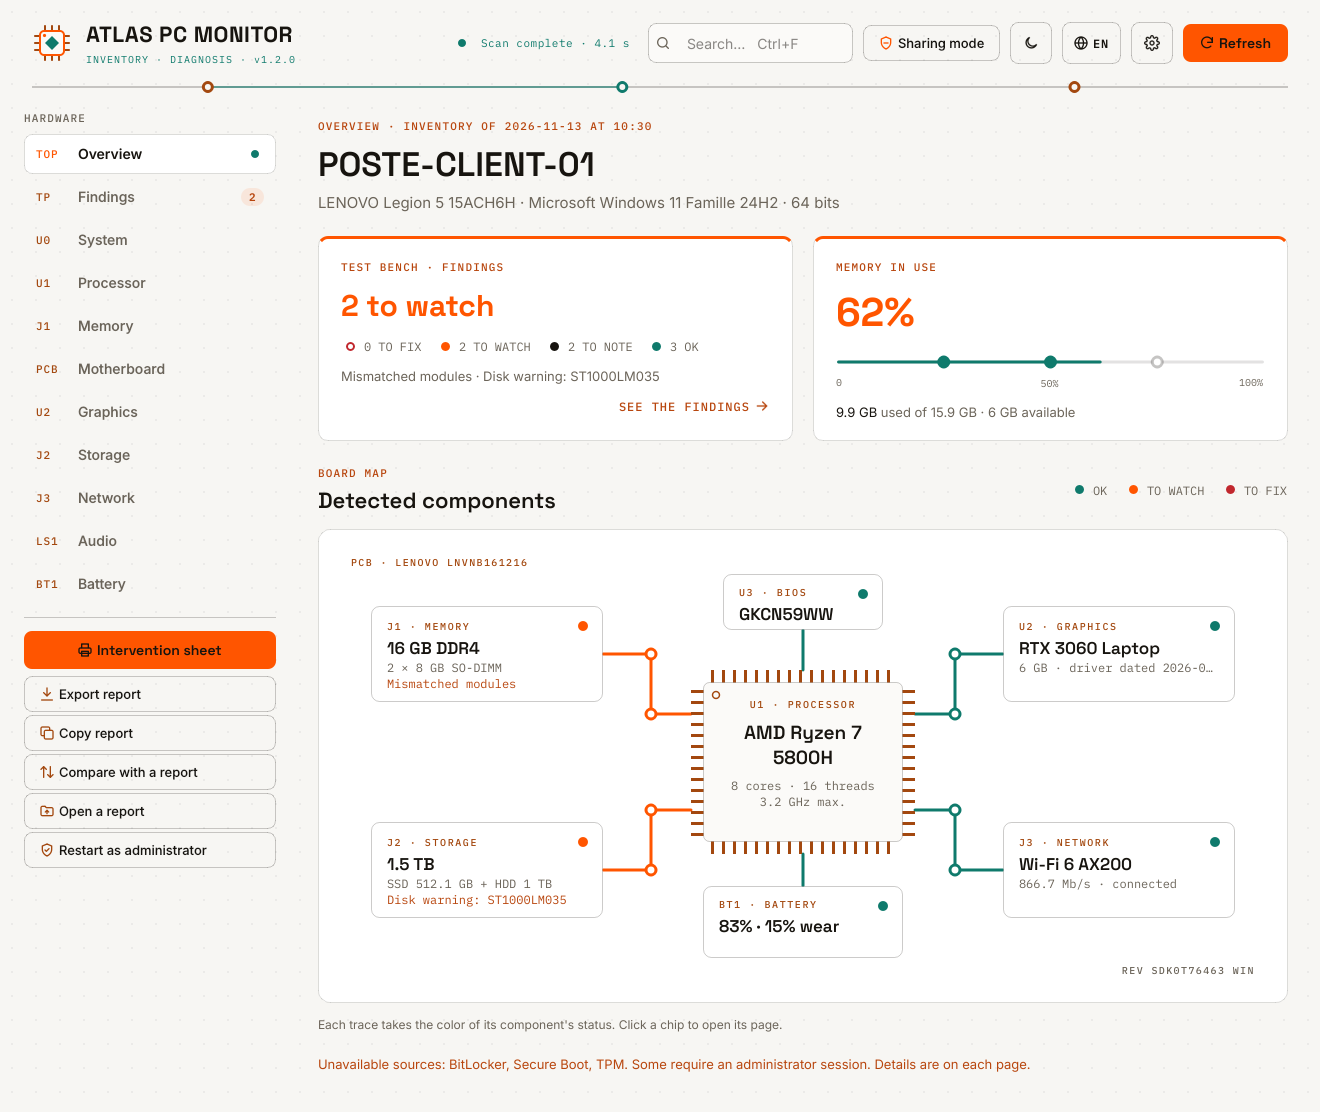 ATLAS PC MONITOR
INVENTORY · DIAGNOSIS · v1.2.0
Scan complete · 4.1 s
Search... Ctrl+F
Sharing mode
EN
Refresh
HARDWARE
TOP Overview
TP Findings 2
U0 System
U1 Processor
J1 Memory
PCB Motherboard
U2 Graphics
J2 Storage
J3 Network
LS1 Audio
BT1 Battery
Intervention sheet
Export report
Copy report
Compare with a report
Open a report
Restart as administrator
OVERVIEW · INVENTORY OF 2026-11-13 AT 10:30
POSTE-CLIENT-01
LENOVO Legion 5 15ACH6H · Microsoft Windows 11 Famille 24H2 · 64 bits
TEST BENCH · FINDINGS
2 to watch
0 TO FIX 2 TO WATCH 2 TO NOTE 3 OK
Mismatched modules · Disk warning: ST1000LM035
SEE THE FINDINGS →
MEMORY IN USE
62%
0 50% 100%
9.9 GB used of 15.9 GB · 6 GB available
BOARD MAP
Detected components
OK TO WATCH TO FIX
PCB · LENOVO LNVNB161216
U3 · BIOS
GKCN59WW
J1 · MEMORY
16 GB DDR4
2 × 8 GB SO-DIMM
Mismatched modules
U2 · GRAPHICS
RTX 3060 Laptop
6 GB · driver dated 2026-0…
U1 · PROCESSOR
AMD Ryzen 7
5800H
8 cores · 16 threads
3.2 GHz max.
J2 · STORAGE
1.5 TB
SSD 512.1 GB + HDD 1 TB
Disk warning: ST1000LM035
J3 · NETWORK
Wi-Fi 6 AX200
866.7 Mb/s · connected
BT1 · BATTERY
83% · 15% wear
REV SDK0T76463 WIN
Each trace takes the color of its component's status. Click a chip to open its page.
Unavailable sources: BitLocker, Secure Boot, TPM. Some require an administrator session. Details are on each page.